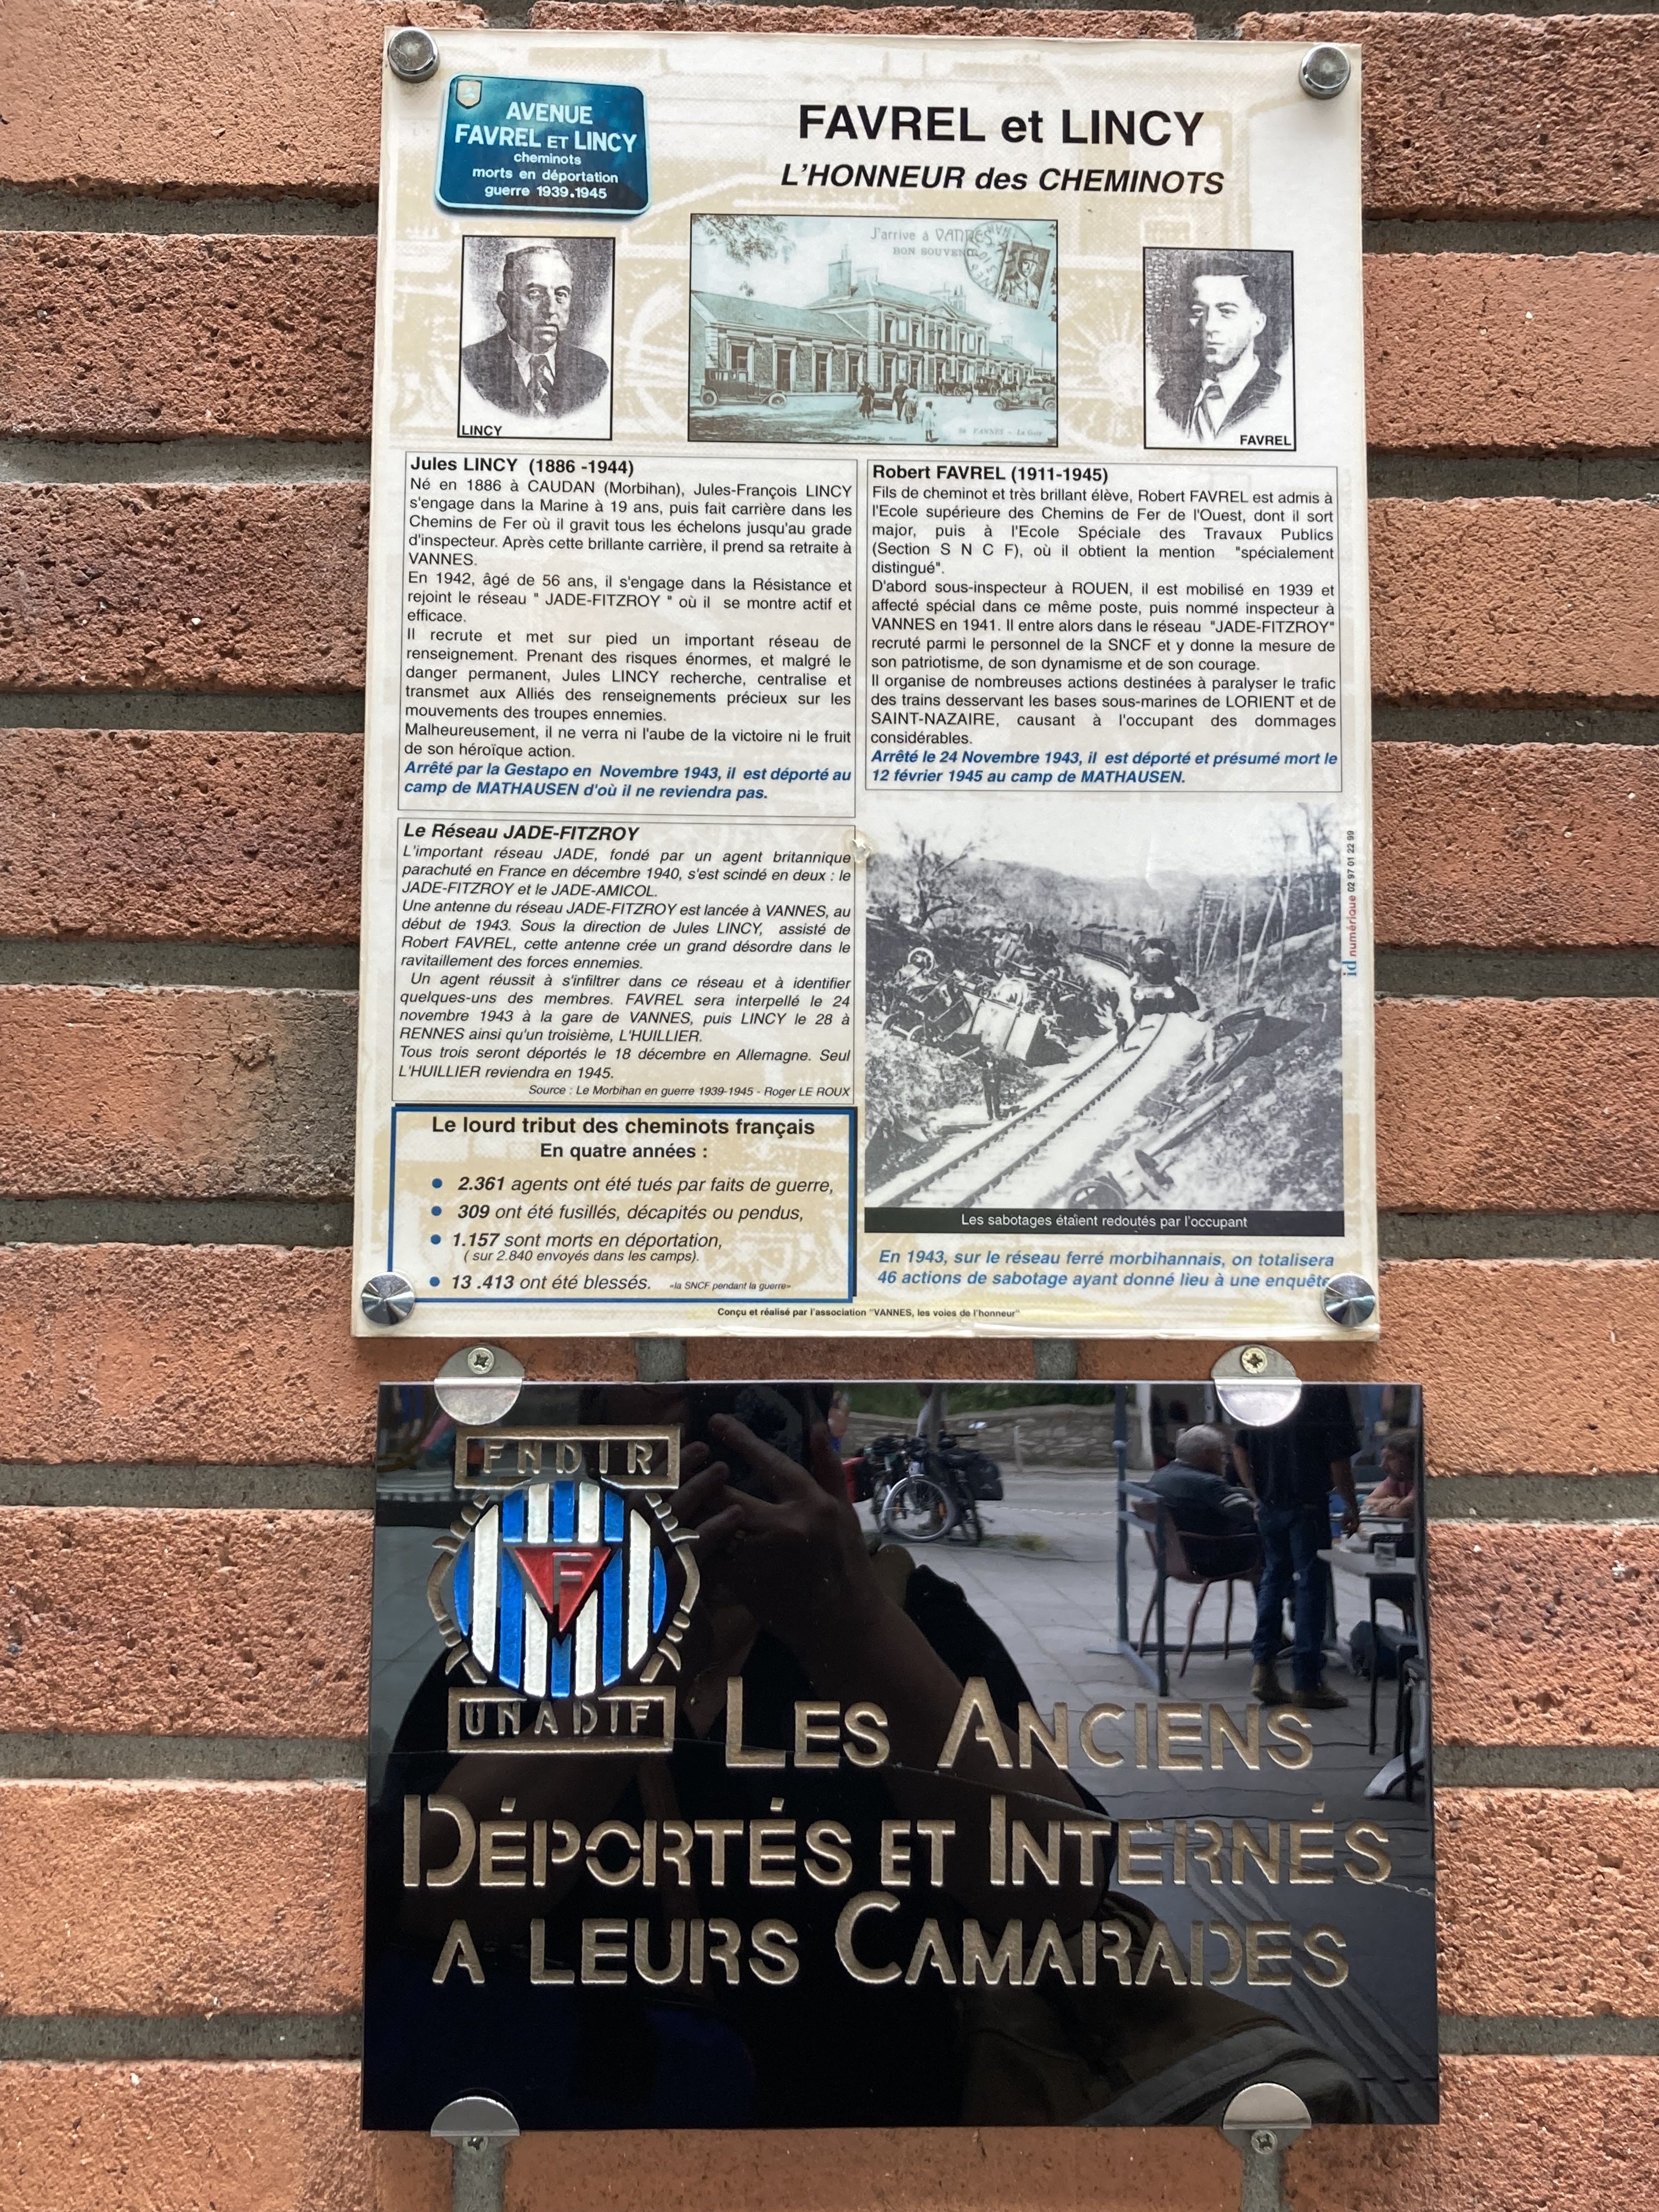 AVENUE
FAVREL ET LINCY
cheminots
morts en déportation
guerre 1939.1945
FAVREL et LINCY
L'HONNEUR des CHEMINOTS
J'arrive à VANNES
BON SOUVENIR
VANNES - La Gare
LINCY
FAVREL
Jules LINCY (1886 -1944)
Né en 1886 à CAUDAN (Morbihan), Jules-François LINCY
s'engage dans la Marine à 19 ans, puis fait carrière dans les
Chemins de Fer où il gravit tous les échelons jusqu'au grade
d'inspecteur. Après cette brillante carrière, il prend sa retraite à
VANNES.
En 1942, âgé de 56 ans, il s'engage dans la Résistance et
rejoint le réseau " JADE-FITZROY " où il se montre actif et
efficace.
Il recrute et met sur pied un important réseau de
renseignement. Prenant des risques énormes, et malgré le
danger permanent, Jules LINCY recherche, centralise et
transmet aux Alliés des renseignements précieux sur les
mouvements des troupes ennemies.
Malheureusement, il ne verra ni l'aube de la victoire ni le fruit
de son héroïque action.
Arrêté par la Gestapo en Novembre 1943, il est déporté au
camp de MATHAUSEN d'où il ne reviendra pas.
Robert FAVREL (1911-1945)
Fils de cheminot et très brillant élève, Robert FAVREL est admis à
l'Ecole supérieure des Chemins de Fer de l'Ouest, dont il sort
major, puis à l'Ecole Spéciale des Travaux Publics
(Section S N C F), où il obtient la mention "spécialement
distingué".
D'abord sous-inspecteur à ROUEN, il est mobilisé en 1939 et
affecté spécial dans ce même poste, puis nommé inspecteur à
VANNES en 1941. Il entre alors dans le réseau "JADE-FITZROY"
recruté parmi le personnel de la SNCF et y donne la mesure de
son patriotisme, de son dynamisme et de son courage.
Il organise de nombreuses actions destinées à paralyser le trafic
des trains desservant les bases sous-marines de LORIENT et de
SAINT-NAZAIRE, causant à l'occupant des dommages
considérables.
Arrêté le 24 Novembre 1943, il est déporté et présumé mort le
12 février 1945 au camp de MATHAUSEN.
Le Réseau JADE-FITZROY
L'important réseau JADE, fondé par un agent britannique
parachuté en France en décembre 1940, s'est scindé en deux : le
JADE-FITZROY et le JADE-AMICOL.
Une antenne du réseau JADE-FITZROY est lancée à VANNES, au
début de 1943. Sous la direction de Jules LINCY, assisté de
Robert FAVREL, cette antenne crée un grand désordre dans le
ravitaillement des forces ennemies.
Un agent réussit à s'infiltrer dans ce réseau et à identifier
quelques-uns des membres. FAVREL sera interpellé le 24
novembre 1943 à la gare de VANNES, puis LINCY le 28 à
RENNES ainsi qu'un troisième, L'HUILLIER.
Tous trois seront déportés le 18 décembre en Allemagne. Seul
L'HUILLIER reviendra en 1945.
Source : Le Morbihan en guerre 1939-1945 - Roger LE ROUX
id numérique 02 97 01 22 99
Le lourd tribut des cheminots français
En quatre années :
• 2.361 agents ont été tués par faits de guerre,
• 309 ont été fusillés, décapités ou pendus,
• 1.157 sont morts en déportation,
( sur 2.840 envoyés dans les camps).
• 13 .413 ont été blessés. «la SNCF pendant la guerre»
Les sabotages étaient redoutés par l'occupant
En 1943, sur le réseau ferré morbihannais, on totalisera
46 actions de sabotage ayant donné lieu à une enquête
Conçu et réalisé par l'association "VANNES, les voies de l'honneur"
FNDIR
F
UNADIF
LES ANCIENS
DÉPORTÉS ET INTERNÉS
A LEURS CAMARADES